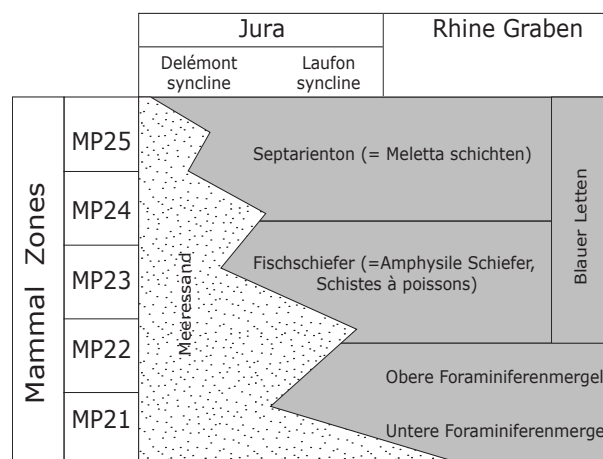 Jura
Rhine Graben
Delémont
syncline
Laufon
syncline
Mammal Zones
MP25
MP24
MP23
MP22
MP21
Meeressand
Septarienton (= Meletta schichten)
Fischschiefer (=Amphysile Schiefer,
Schistes à poissons)
Blauer Letten
Obere Foraminiferenmergel
Untere Foraminiferenmerge